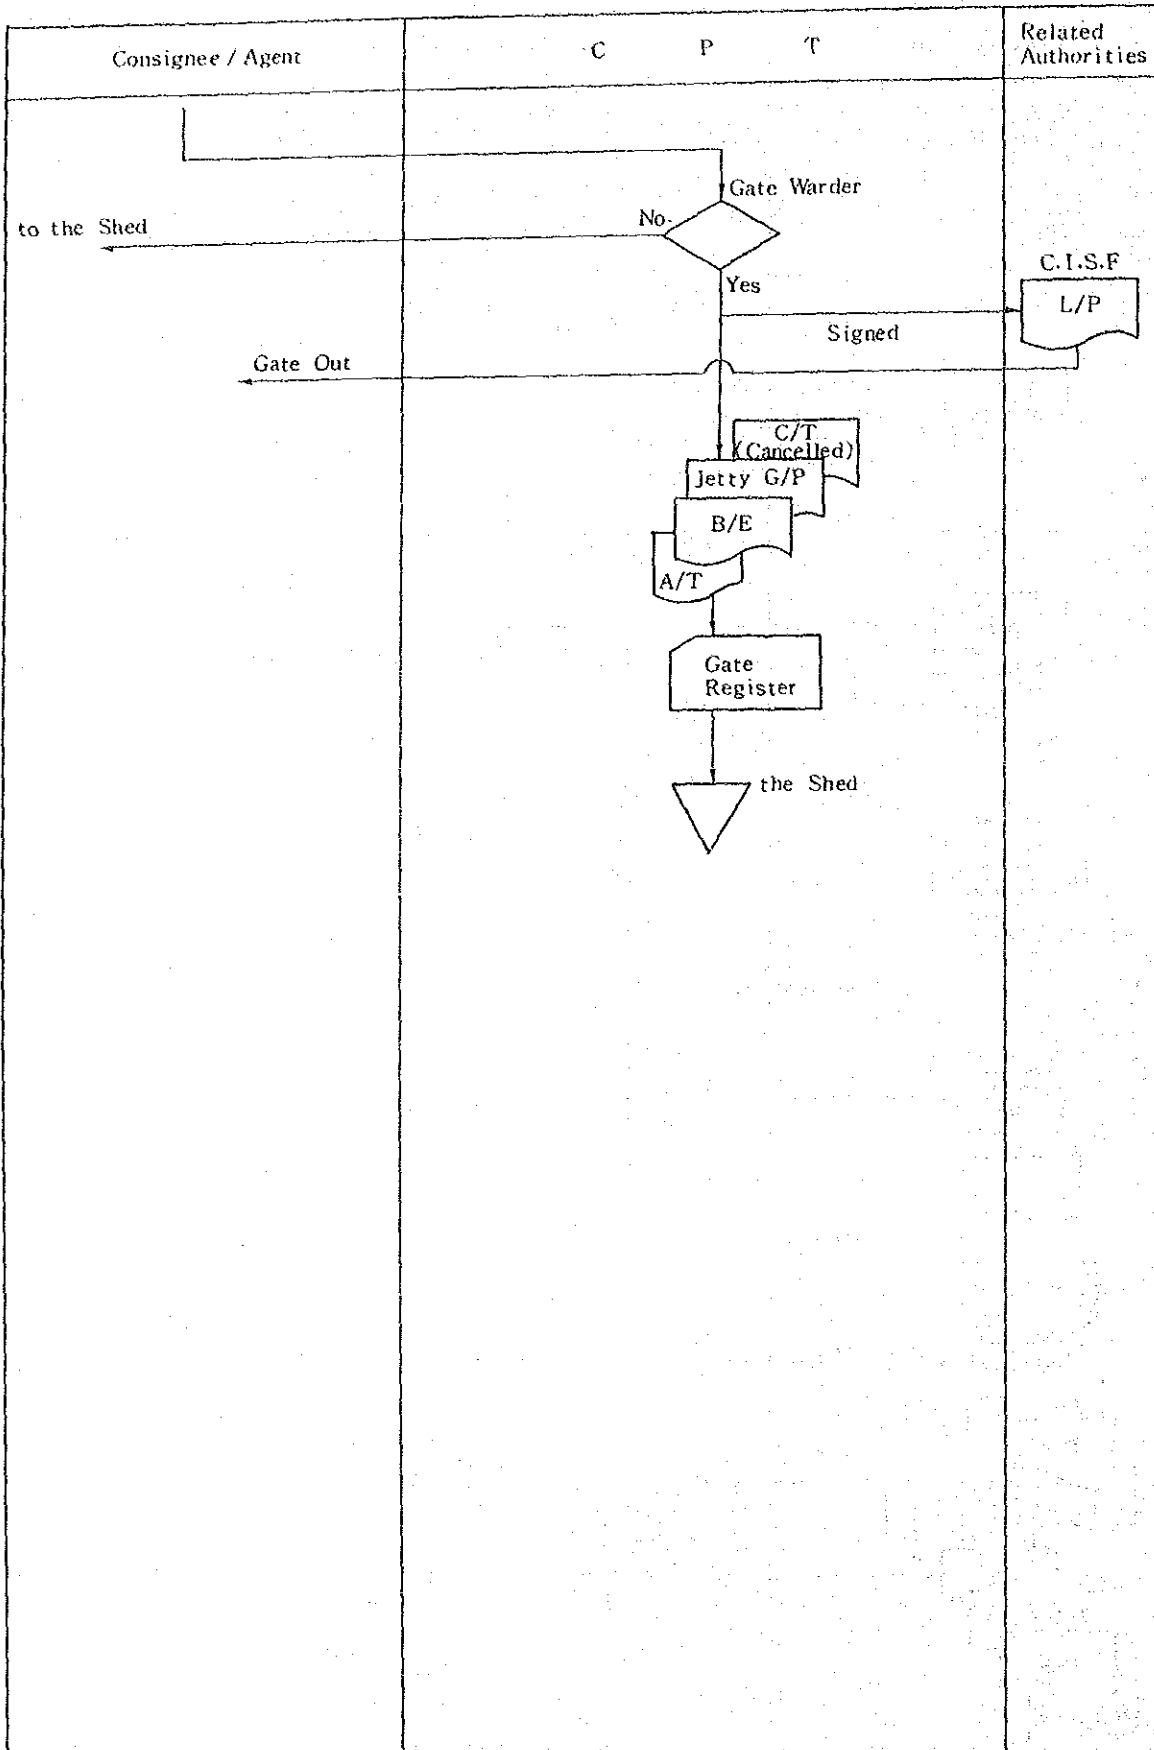 Consignee / Agent
C P T
Related
Authorities
Gate Warder
No
to the Shed
Yes
C.I.S.F
L/P
Signed
Gate Out
C/T
(Cancelled)
Jetty G/P
B/E
A/T
Gate
Register
the Shed